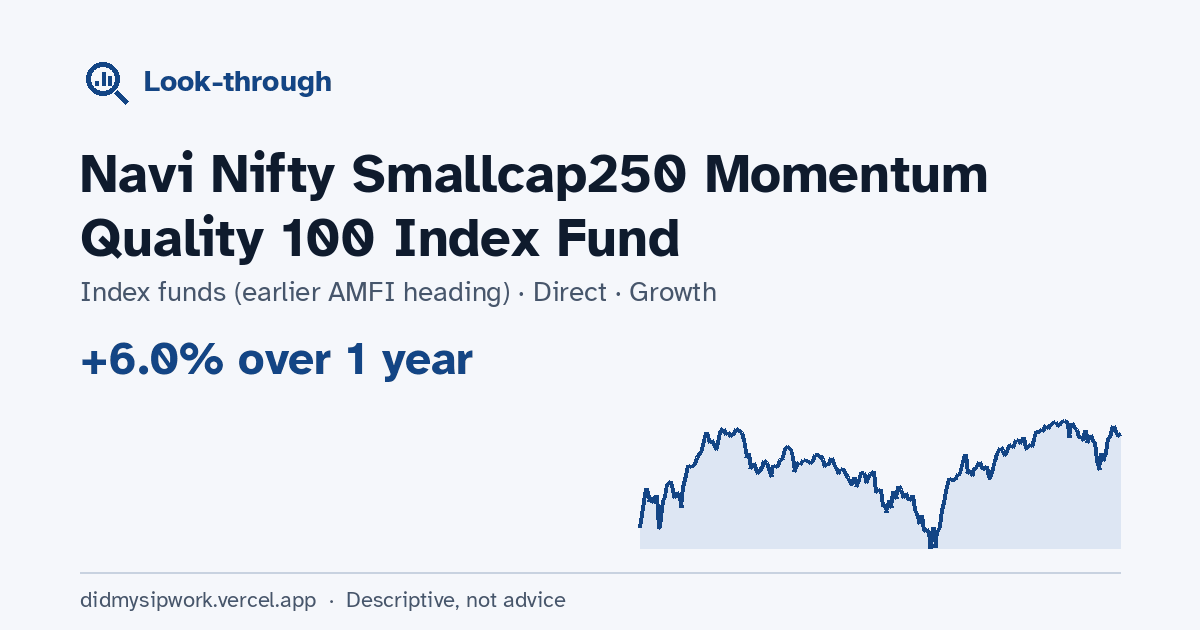 Look-through
Navi Nifty Smallcap250 Momentum
Quality 100 Index Fund
Index funds (earlier AMFI heading) · Direct · Growth
+6.0% over 1 year
didmysipwork.vercel.app · Descriptive, not advice